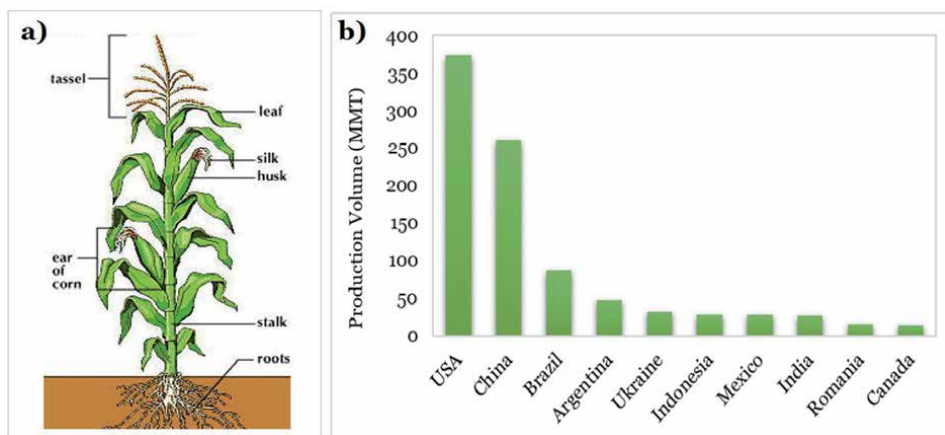 a)
tassel
leaf
silk
husk
ear
of
corn
stalk
roots
b)
Production Volume (MMT)
400
350
300
250
200
150
100
50
0
USA
China
Brazil
Argentina
Ukraine
Indonesia
Mexico
India
Romania
Canada